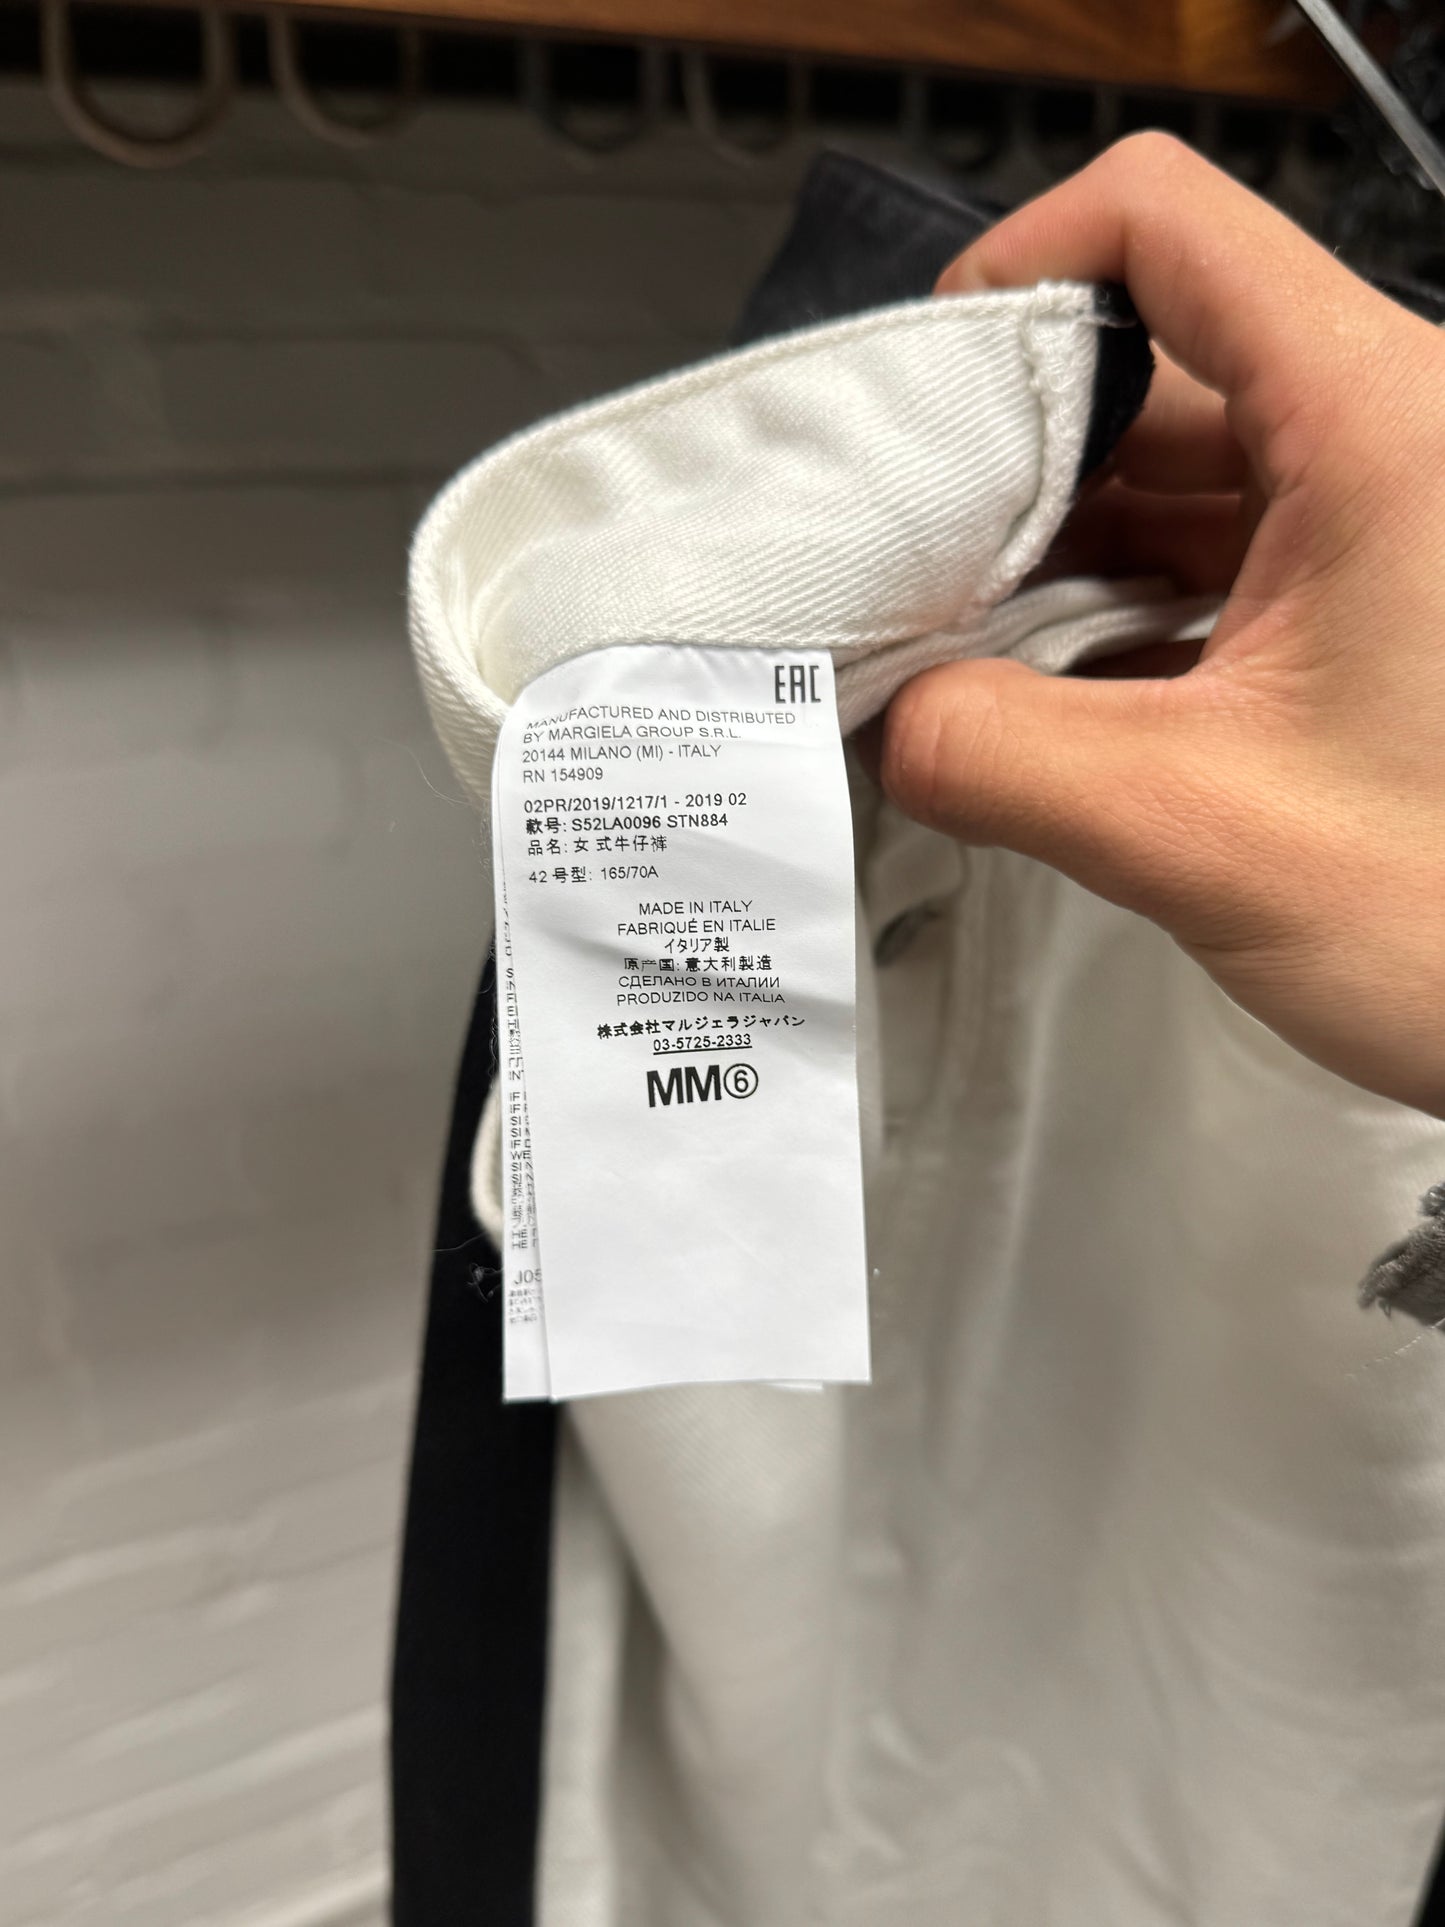 EAC
MANUFACTURED AND DISTRIBUTED
BY MARGIELA GROUP S.R.L.
20144 MILANO (MI) - ITALY
RN 154909
02PR/2019/1217/1 - 2019 02
款号: S52LA0096 STN884
品名: 女 式牛仔裤
42 号型: 165/70A
MADE IN ITALY
FABRIQUÉ EN ITALIE
イタリア製
原产国: 意大利製造
СДЕЛАНО В ИТАЛИИ
PRODUZIDO NA ITALIA
株式会社マルジェラジャパン
03-5725-2333
MM⑥
J05